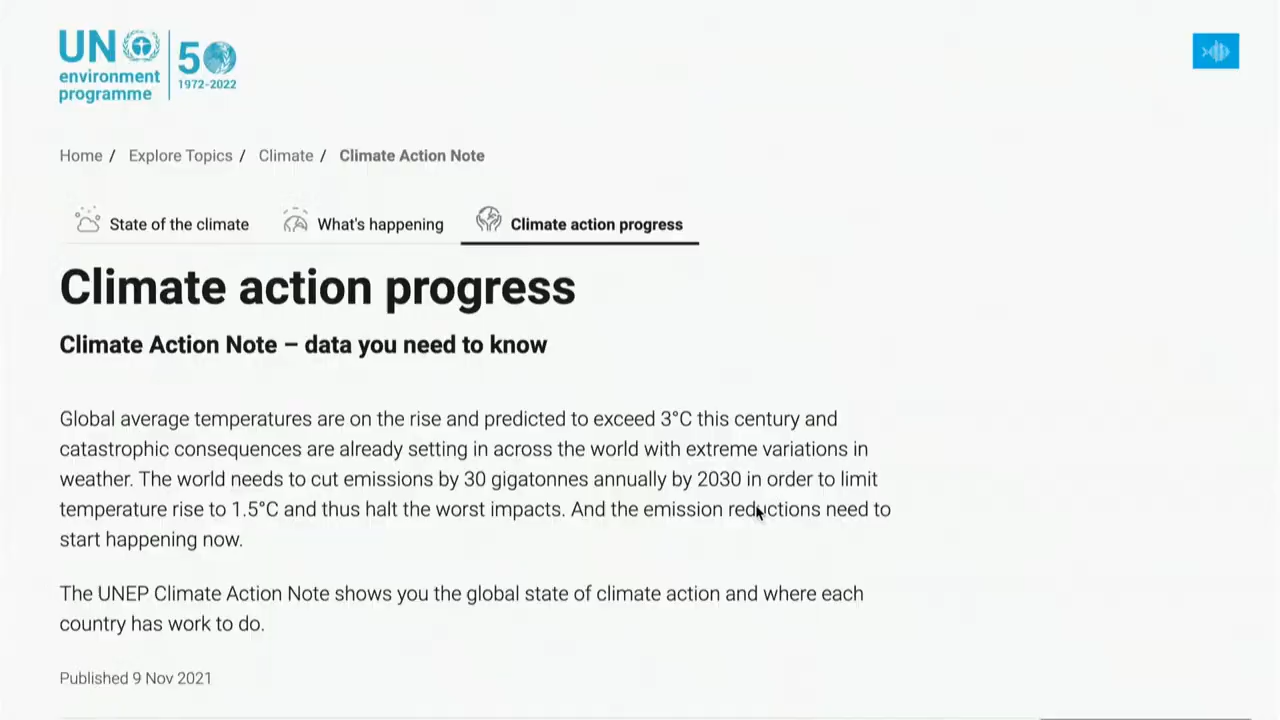 UN
environment
programme
50
1972-2022
Home / Explore Topics / Climate / Climate Action Note
State of the climate What's happening Climate action progress
Climate action progress
Climate Action Note – data you need to know
Global average temperatures are on the rise and predicted to exceed 3°C this century and
catastrophic consequences are already setting in across the world with extreme variations in
weather. The world needs to cut emissions by 30 gigatonnes annually by 2030 in order to limit
temperature rise to 1.5°C and thus halt the worst impacts. And the emission reductions need to
start happening now.
The UNEP Climate Action Note shows you the global state of climate action and where each
country has work to do.
Published 9 Nov 2021